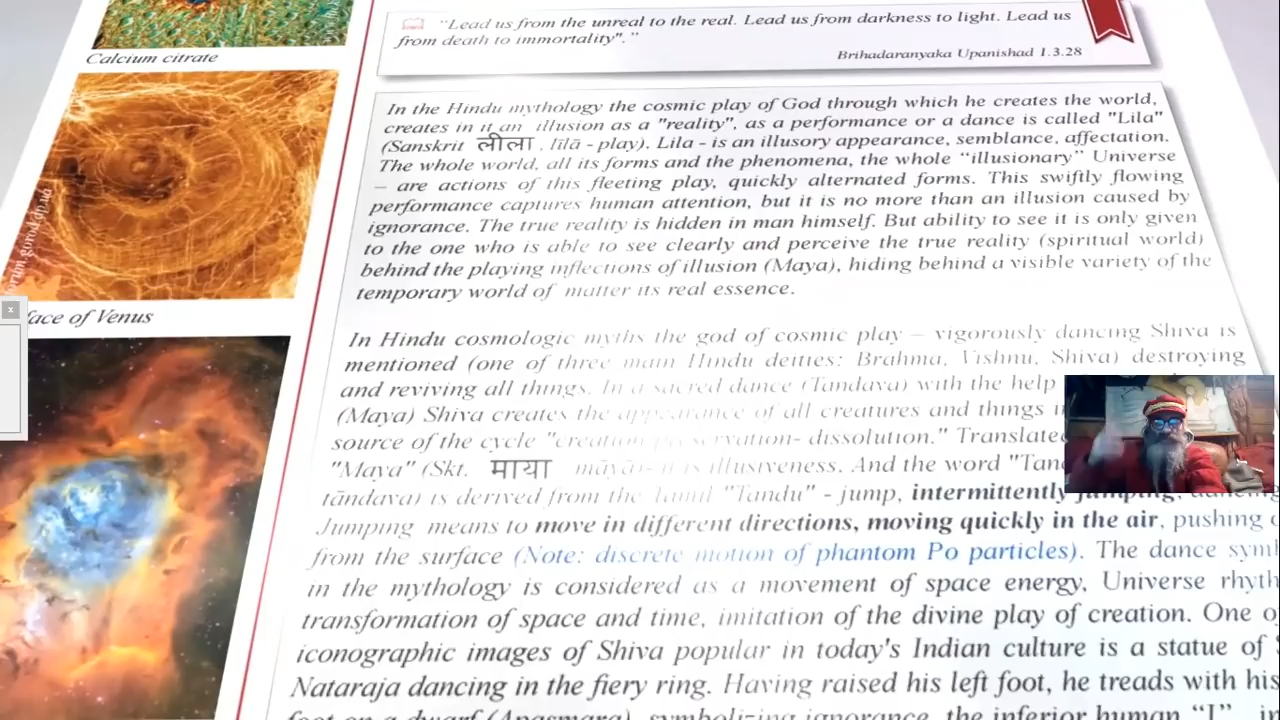 Calcium citrate
"Lead us from the unreal to the real. Lead us from darkness to light. Lead us
from death to immortality"."
Brihadaranyaka Upanishad 1.3.28
In the Hindu mythology the cosmic play of God through which he creates the world,
creates in it an illusion as a "reality", as a performance or a dance is called "Lila"
(Sanskrit लीला , līlā - play). Lila - is an illusory appearance, semblance, affectation.
The whole world, all its forms and the phenomena, the whole “illusionary” Universe
– are actions of this fleeting play, quickly alternated forms. This swiftly flowing
performance captures human attention, but it is no more than an illusion caused by
ignorance. The true reality is hidden in man himself. But ability to see it is only given
to the one who is able to see clearly and perceive the true reality (spiritual world)
behind the playing inflections of illusion (Maya), hiding behind a visible variety of the
temporary world of matter its real essence.
face of Venus
In Hindu cosmologic myths the god of cosmic play – vigorously dancing Shiva is
mentioned (one of three main Hindu deities: Brahma, Vishnu, Shiva) destroying
and reviving all things. In a sacred dance (Tandava) with the help
(Maya) Shiva creates the appearance of all creatures and things
source of the cycle "creation preservation- dissolution." Translated
"Maya" (Skt. माया māyā)- it is illusiveness. And the word "Tan
tāndava) is derived from the Tamil "Tandu" - jump, intermittently jumping,
Jumping means to move in different directions, moving quickly in the air, pushing
from the surface (Note: discrete motion of phantom Po particles). The dance
in the mythology is considered as a movement of space energy, Universe
transformation of space and time, imitation of the divine play of creation. One
iconographic images of Shiva popular in today's Indian culture is a statue of
Nataraja dancing in the fiery ring. Having raised his left foot, he treads with his
foot on a dwarf (Apasmara), symbolizing ignorance, the inferior human “I”
x